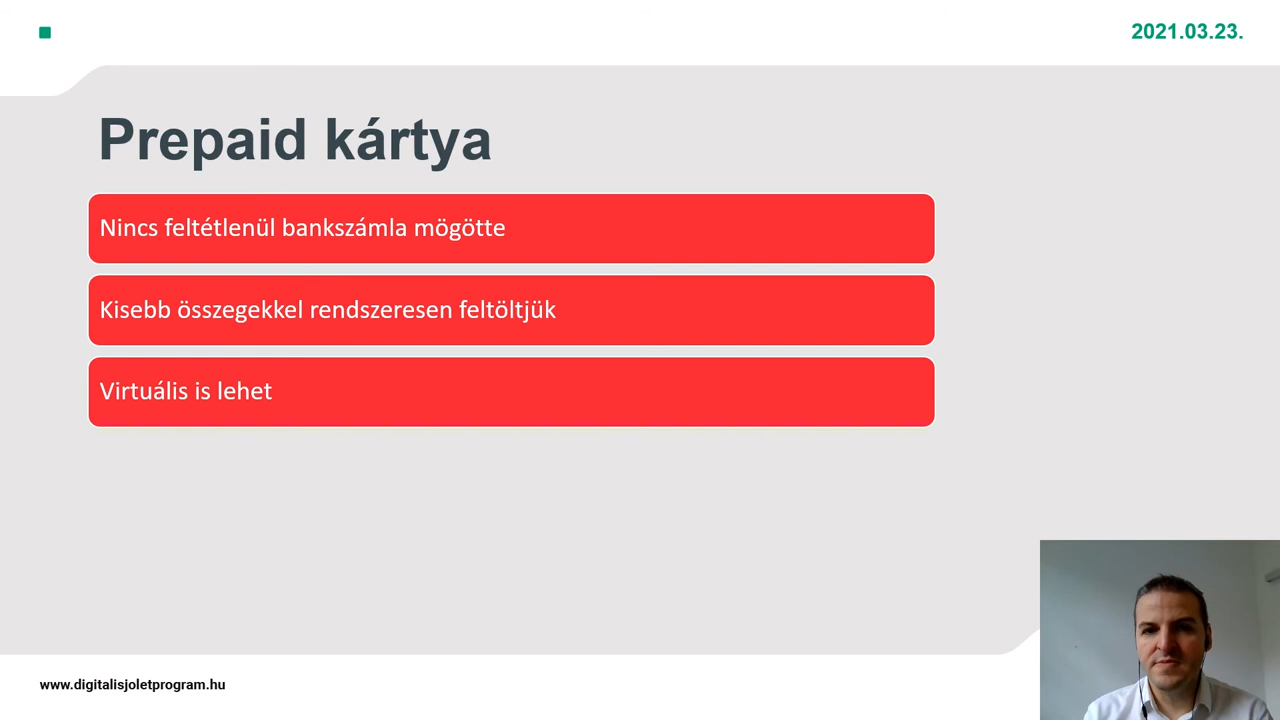 2021.03.23.
Prepaid kártya
Nincs feltétlenül bankszámla mögötte
Kisebb összegekkel rendszeresen feltöltjük
Virtuális is lehet
www.digitalisjoletprogram.hu